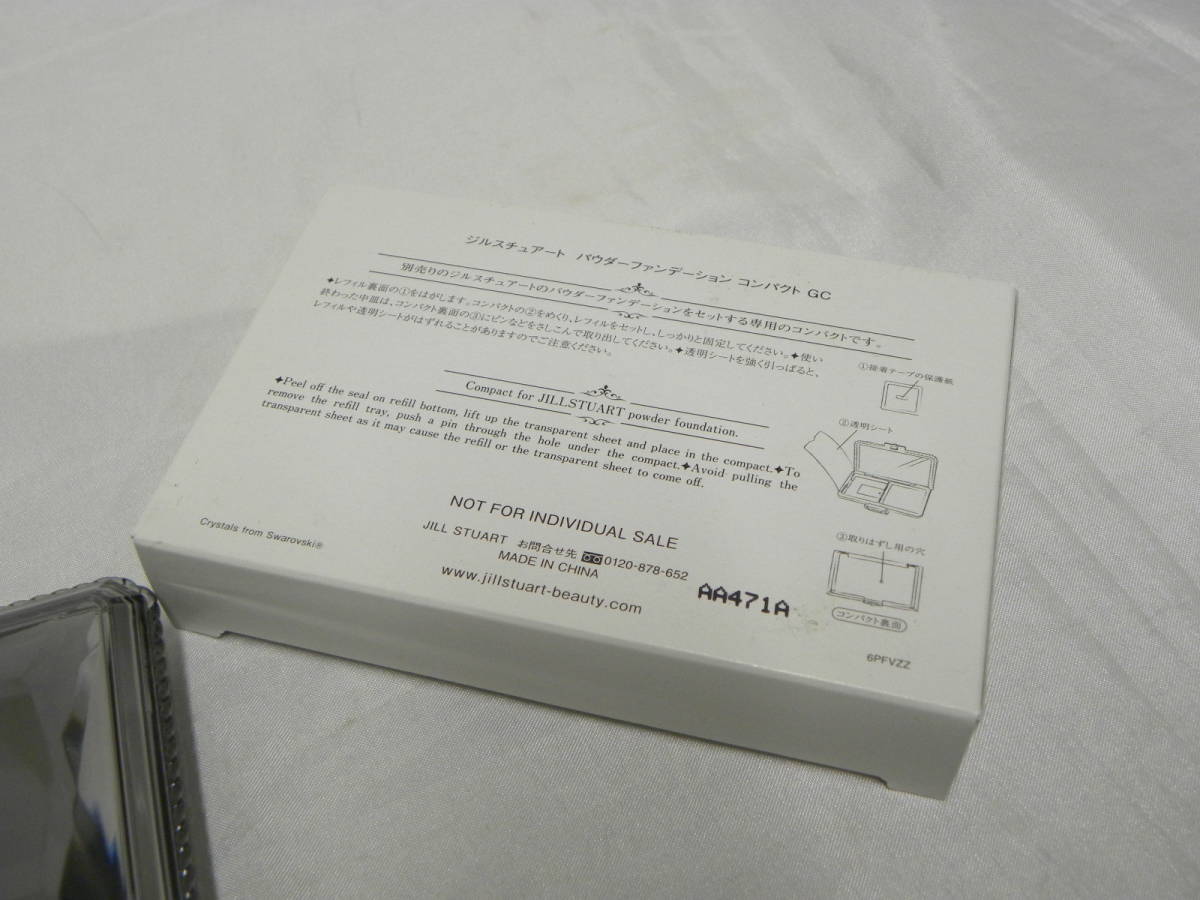 ジルスチュアート パウダーファンデーション コンパクト GC
別売りのジルスチュアートのパウダーファンデーションをセットする専用のコンパクトです。
✦レフィル裏面の①をはがします。コンパクトの②をめくり、レフィルをセットし、しっかりと固定してください。✦使い
終わった中皿は、コンパクト裏面の③にピンなどをさしこんで取り出してください。✦透明シートを強く引っぱると、
レフィルや透明シートがはずれることがありますのでご注意ください。
Compact for JILLSTUART powder foundation.
✦Peel off the seal on refill bottom, lift up the transparent sheet and place in the compact.✦To
remove the refill tray, push a pin through the hole under the compact.✦Avoid pulling the
transparent sheet as it may cause the refill or the transparent sheet to come off.
①接着テープの保護紙
②透明シート
③取りはずし用の穴
コンパクト裏面
NOT FOR INDIVIDUAL SALE
Crystals from Swarovski®
JILL STUART お問合せ先 0120-878-652
MADE IN CHINA
www.jillstuart-beauty.com
AA471A
6PFVZZ